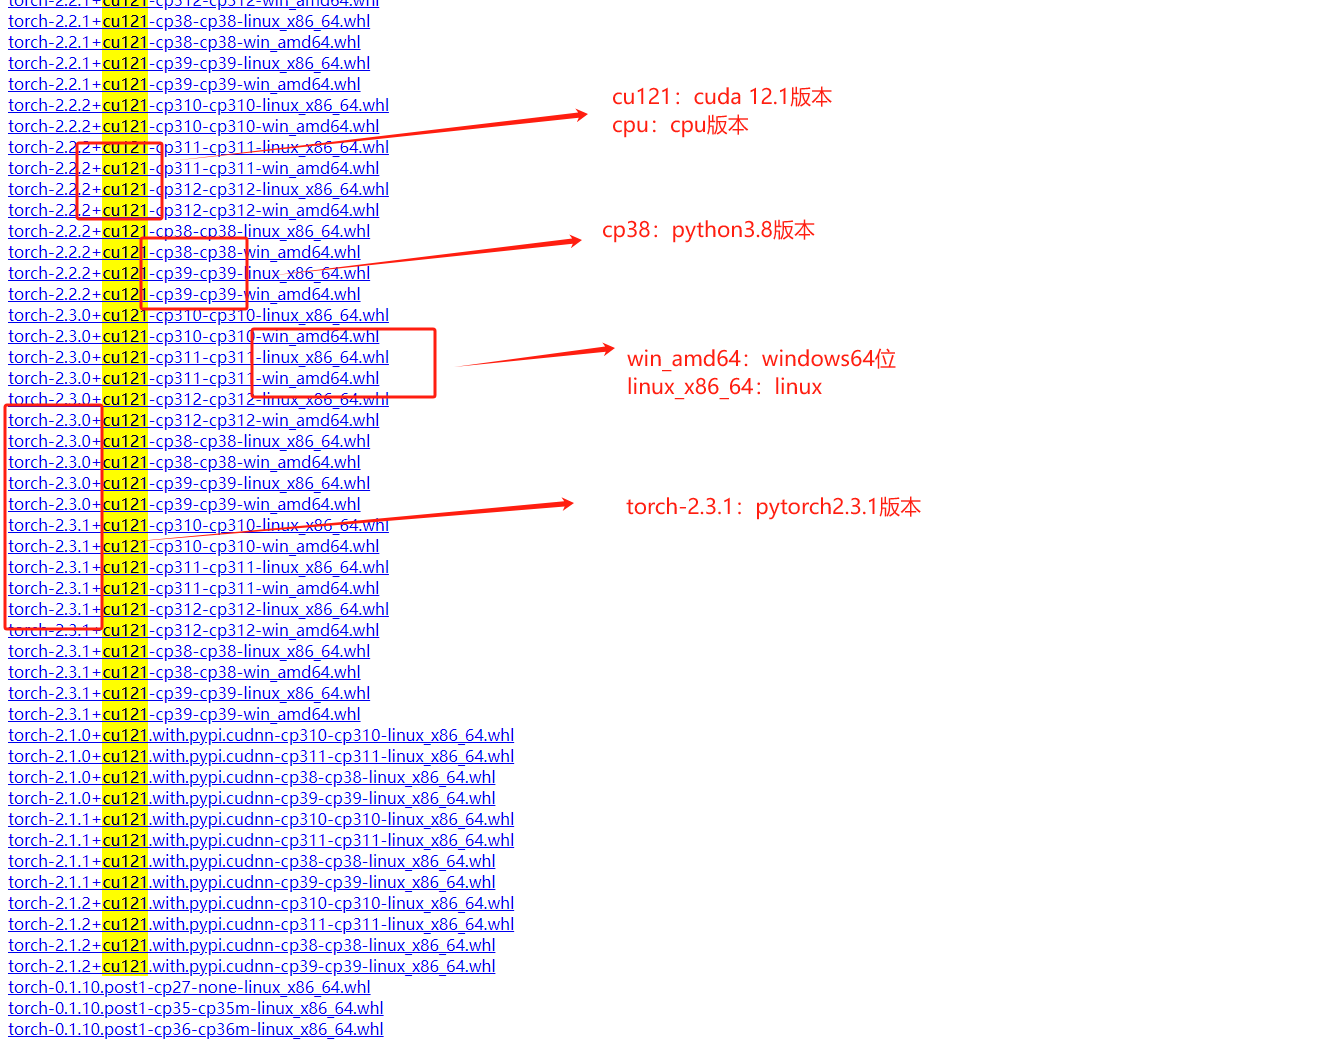 torch-2.2.1+cu121-cp312-cp312-win_amd64.whl
torch-2.2.1+cu121-cp38-cp38-linux_x86_64.whl
torch-2.2.1+cu121-cp38-cp38-win_amd64.whl
torch-2.2.1+cu121-cp39-cp39-linux_x86_64.whl
torch-2.2.1+cu121-cp39-cp39-win_amd64.whl
torch-2.2.2+cu121-cp310-cp310-linux_x86_64.whl
torch-2.2.2+cu121-cp310-cp310-win_amd64.whl
torch-2.2.2+cu121-cp311-cp311-linux_x86_64.whl
torch-2.2.2+cu121-cp311-cp311-win_amd64.whl
torch-2.2.2+cu121-cp312-cp312-linux_x86_64.whl
torch-2.2.2+cu121-cp312-cp312-win_amd64.whl
torch-2.2.2+cu121-cp38-cp38-linux_x86_64.whl
torch-2.2.2+cu121-cp38-cp38-win_amd64.whl
torch-2.2.2+cu121-cp39-cp39-linux_x86_64.whl
torch-2.2.2+cu121-cp39-cp39-win_amd64.whl
torch-2.3.0+cu121-cp310-cp310-linux_x86_64.whl
torch-2.3.0+cu121-cp310-cp310-win_amd64.whl
torch-2.3.0+cu121-cp311-cp311-linux_x86_64.whl
torch-2.3.0+cu121-cp311-cp311-win_amd64.whl
torch-2.3.0+cu121-cp312-cp312-linux_x86_64.whl
torch-2.3.0+cu121-cp312-cp312-win_amd64.whl
torch-2.3.0+cu121-cp38-cp38-linux_x86_64.whl
torch-2.3.0+cu121-cp38-cp38-win_amd64.whl
torch-2.3.0+cu121-cp39-cp39-linux_x86_64.whl
torch-2.3.0+cu121-cp39-cp39-win_amd64.whl
torch-2.3.1+cu121-cp310-cp310-linux_x86_64.whl
torch-2.3.1+cu121-cp310-cp310-win_amd64.whl
torch-2.3.1+cu121-cp311-cp311-linux_x86_64.whl
torch-2.3.1+cu121-cp311-cp311-win_amd64.whl
torch-2.3.1+cu121-cp312-cp312-linux_x86_64.whl
torch-2.3.1+cu121-cp312-cp312-win_amd64.whl
torch-2.3.1+cu121-cp38-cp38-linux_x86_64.whl
torch-2.3.1+cu121-cp38-cp38-win_amd64.whl
torch-2.3.1+cu121-cp39-cp39-linux_x86_64.whl
torch-2.3.1+cu121-cp39-cp39-win_amd64.whl
torch-2.1.0+cu121.with.pypi.cudnn-cp310-cp310-linux_x86_64.whl
torch-2.1.0+cu121.with.pypi.cudnn-cp311-cp311-linux_x86_64.whl
torch-2.1.0+cu121.with.pypi.cudnn-cp38-cp38-linux_x86_64.whl
torch-2.1.0+cu121.with.pypi.cudnn-cp39-cp39-linux_x86_64.whl
torch-2.1.1+cu121.with.pypi.cudnn-cp310-cp310-linux_x86_64.whl
torch-2.1.1+cu121.with.pypi.cudnn-cp311-cp311-linux_x86_64.whl
torch-2.1.1+cu121.with.pypi.cudnn-cp38-cp38-linux_x86_64.whl
torch-2.1.1+cu121.with.pypi.cudnn-cp39-cp39-linux_x86_64.whl
torch-2.1.2+cu121.with.pypi.cudnn-cp310-cp310-linux_x86_64.whl
torch-2.1.2+cu121.with.pypi.cudnn-cp311-cp311-linux_x86_64.whl
torch-2.1.2+cu121.with.pypi.cudnn-cp38-cp38-linux_x86_64.whl
torch-2.1.2+cu121.with.pypi.cudnn-cp39-cp39-linux_x86_64.whl
torch-0.1.10.post1-cp27-none-linux_x86_64.whl
torch-0.1.10.post1-cp35-cp35m-linux_x86_64.whl
torch-0.1.10.post1-cp36-cp36m-linux_x86_64.whl
cu121：cuda 12.1版本
cpu：cpu版本
cp38：python3.8版本
win_amd64：windows64位
linux_x86_64：linux
torch-2.3.1：pytorch2.3.1版本